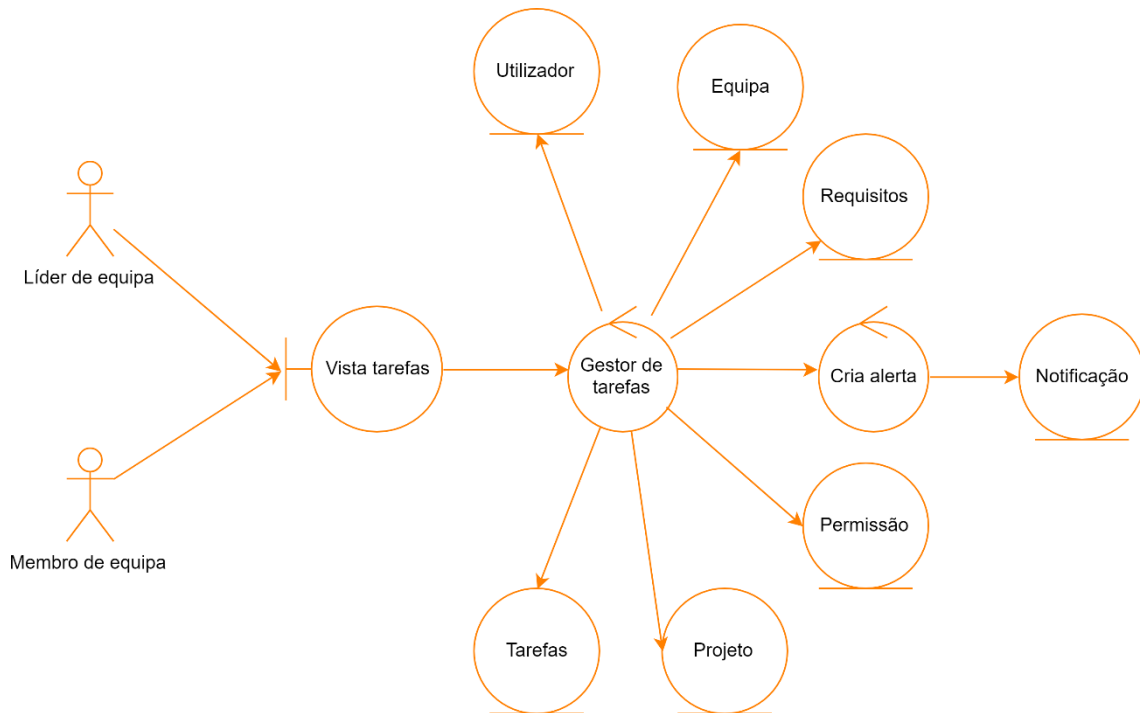 Utilizador
Equipa
Requisitos
Líder de equipa
Vista tarefas
Gestor de
tarefas
Cria alerta
Notificação
Permissão
Membro de equipa
Tarefas
Projeto